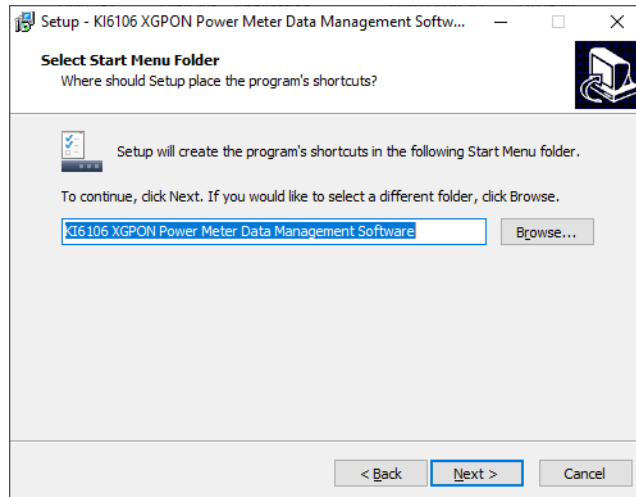 Setup - KI6106 XGPON Power Meter Data Management Softw...
Select Start Menu Folder
Where should Setup place the program's shortcuts?
Setup will create the program's shortcuts in the following Start Menu folder.
To continue, click Next. If you would like to select a different folder, click Browse.
KI6106 XGPON Power Meter Data Management Software
Browse...
< Back
Next >
Cancel